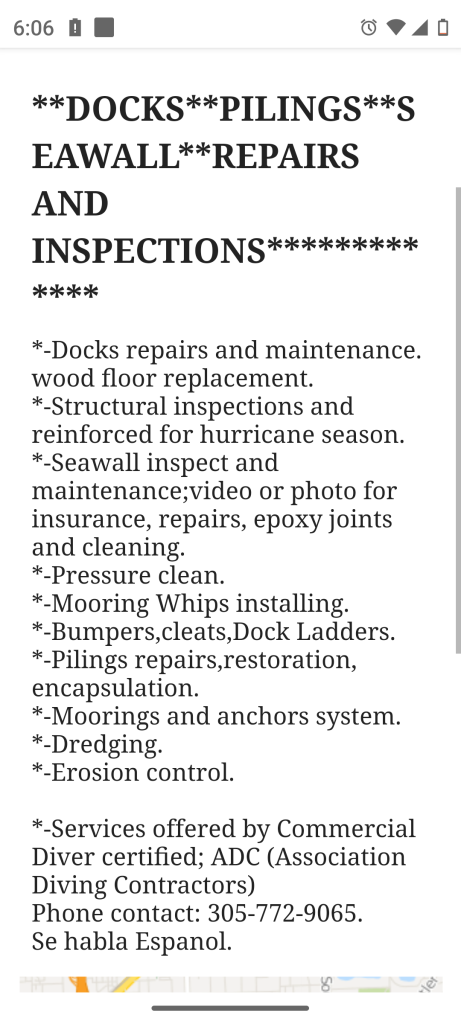 6:06
**DOCKS**PILINGS**S
EAWALL**REPAIRS
AND
INSPECTIONS*********
****
*-Docks repairs and maintenance.
wood floor replacement.
*-Structural inspections and
reinforced for hurricane season.
*-Seawall inspect and
maintenance;video or photo for
insurance, repairs, epoxy joints
and cleaning.
*-Pressure clean.
*-Mooring Whips installing.
*-Bumpers,cleats,Dock Ladders.
*-Pilings repairs,restoration,
encapsulation.
*-Moorings and anchors system.
*-Dredging.
*-Erosion control.
*-Services offered by Commercial
Diver certified; ADC (Association
Diving Contractors)
Phone contact: 305-772-9065.
Se habla Espanol.